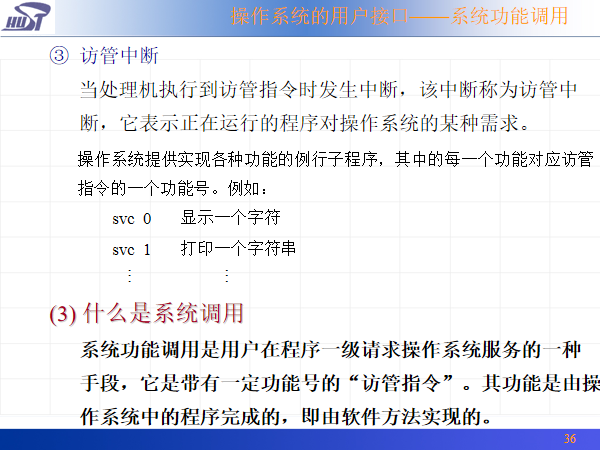 HUST
操作系统的用户接口——系统功能调用
③ 访管中断
当处理机执行到访管指令时发生中断，该中断称为访管中
断，它表示正在运行的程序对操作系统的某种需求。
操作系统提供实现各种功能的例行子程序，其中的每一个功能对应访管
指令的一个功能号。例如：
svc 0 显示一个字符
svc 1 打印一个字符串
⋮ ⋮
(3) 什么是系统调用
系统功能调用是用户在程序一级请求操作系统服务的一种
手段，它是带有一定功能号的“访管指令”。其功能是由操
作系统中的程序完成的，即由软件方法实现的。
36